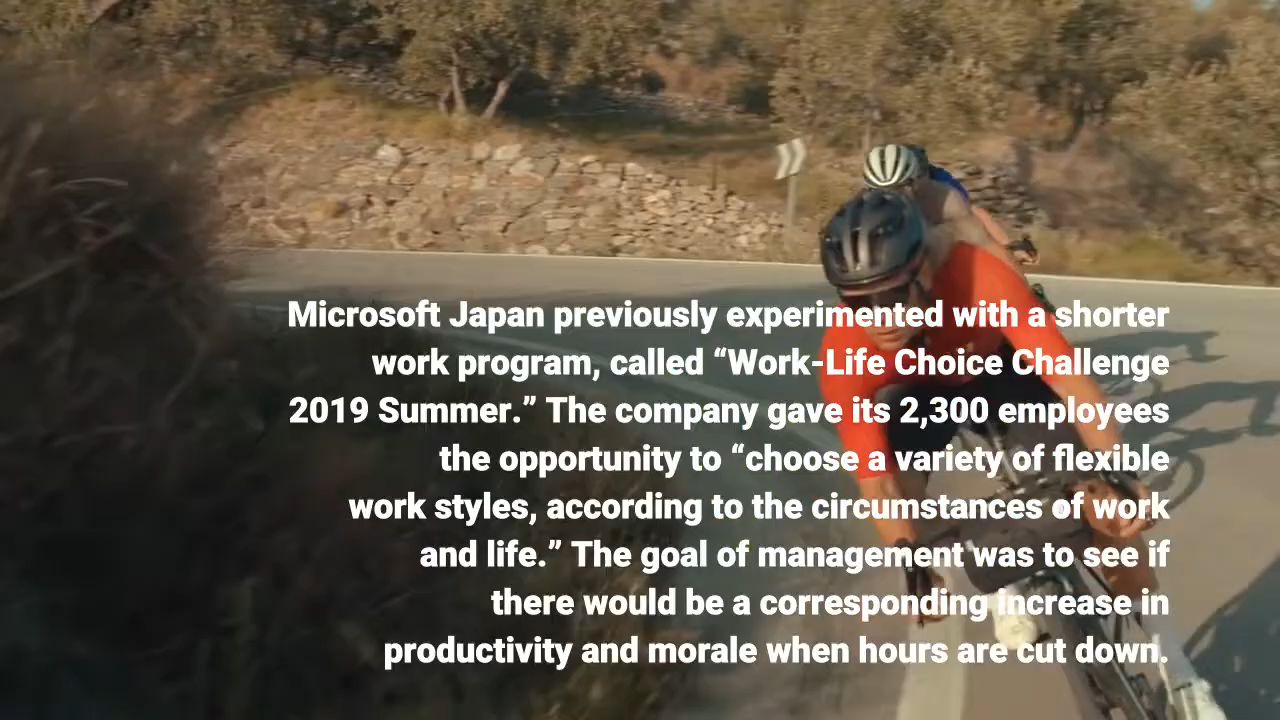 Microsoft Japan previously experimented with a shorter
work program, called “Work-Life Choice Challenge
2019 Summer.” The company gave its 2,300 employees
the opportunity to “choose a variety of flexible
work styles, according to the circumstances of work
and life.” The goal of management was to see if
there would be a corresponding increase in
productivity and morale when hours are cut down.